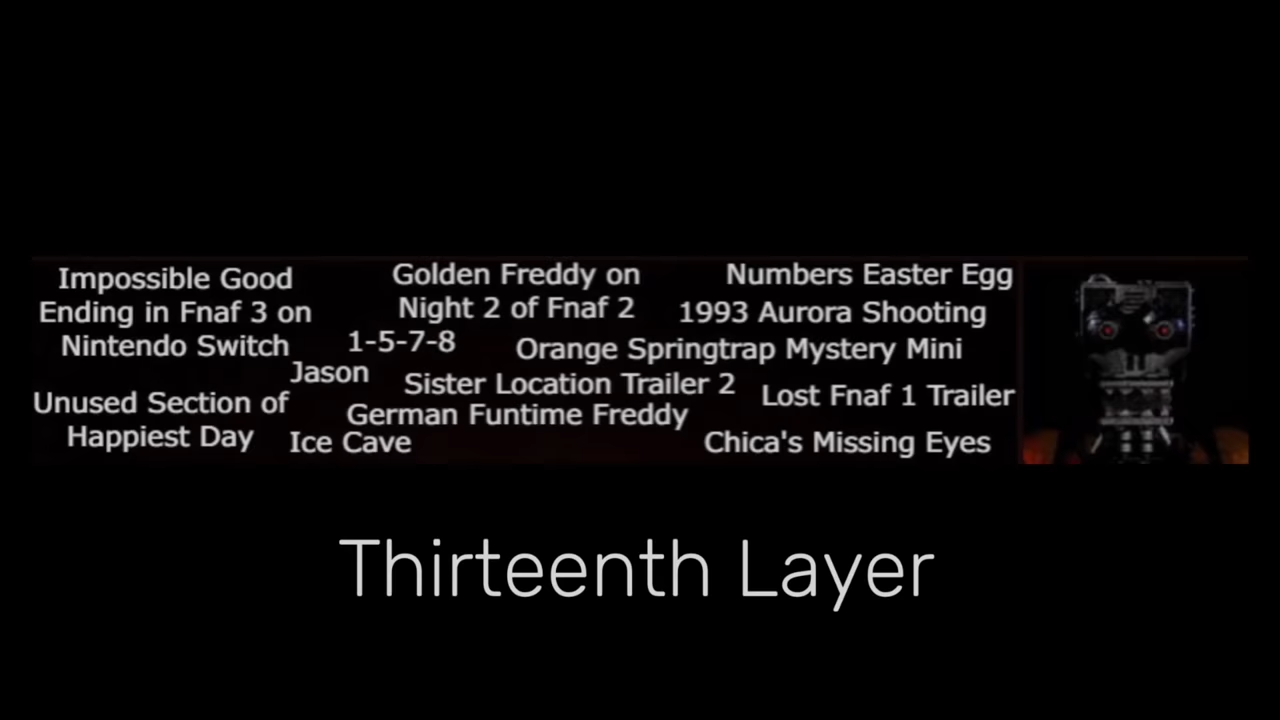 Impossible Good
Ending in Fnaf 3 on
Nintendo Switch
Golden Freddy on
Night 2 of Fnaf 2
Numbers Easter Egg
1993 Aurora Shooting
1-5-7-8
Orange Springtrap Mystery Mini
Jason
Sister Location Trailer 2
Lost Fnaf 1 Trailer
Unused Section of
Happiest Day
German Funtime Freddy
Ice Cave
Chica's Missing Eyes
Thirteenth Layer